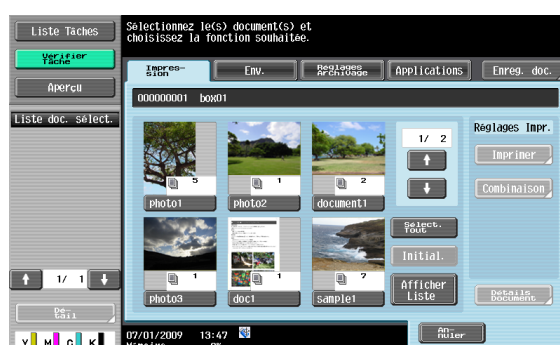 Liste Tâches
Vérifier
Tâche
Aperçu
Liste doc. sélect.
1/ 1
Dé-
tail
Y M C K
Sélectionnez le(s) document(s) et
choisissez la fonction souhaitée.
Impres-
sion
Env.
Réglages
Archivage
Applications
Enreg. doc.
000000001 box01
5
photo1
1
photo2
2
document1
1
photo3
1
doc1
7
sample1
1/ 2
Sélect.
Tout
Initial.
Afficher
Liste
Réglages Impr.
Imprimer
Combinaison
Détails
Document
07/01/2009 13:47
Mémoire 0%
An-
nuler